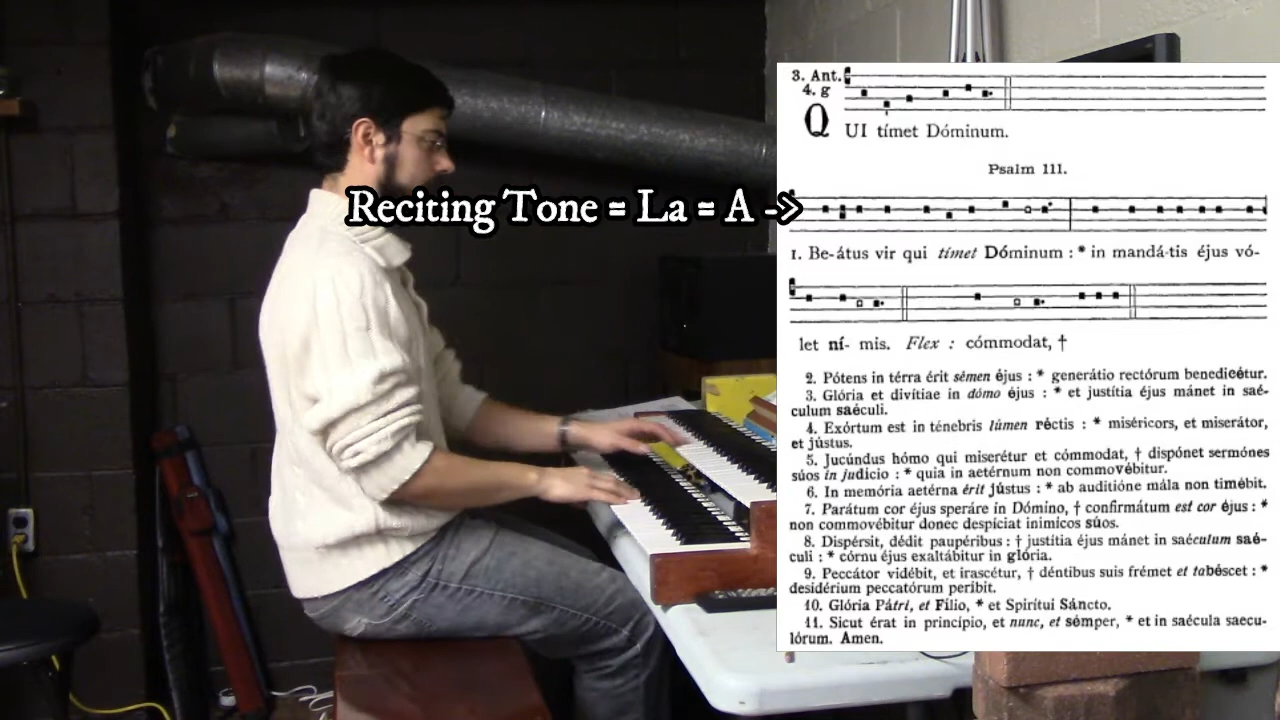 Reciting Tone = La = A ->
3. Ant.
4. g
QUI tímet Dóminum.
Psalm 111.
1. Be-átus vir qui tímet Dóminum : * in mandá-tis éjus vó-
let ní- mis. Flex : cómmodat, †
2. Pótens in térra érit sémen éjus : * generátio rectórum benedicétur.
3. Glória et divítiae in dómo éjus : * et justítia éjus mánet in saé-
culum saéculi.
4. Exórtum est in ténebris lúmen réctis : * miséricors, et miserátor,
et jústus.
5. Jucúndus hómo qui miserétur et cómmodat, † dispónet sermónes
súos in judício : * quia in aetérnum non commovébitur.
6. In memória aetérna érit jústus : * ab auditióne mála non timébit.
7. Parátum cor éjus speráre in Dómino, † confirmátum est cor éjus : *
non commovébitur donec despíciat inimícos súos.
8. Dispérsit, dédit paupéribus : † justítia éjus mánet in saéculum saé-
culi : * córnu éjus exaltábitur in glória.
9. Peccátor vidébit, et irascétur, † déntibus suis frémet et tabéscet : *
desidérium peccatórum períbit.
10. Glória Pátri, et Fílio, * et Spirítui Sáncto.
11. Sicut érat in princípio, et nunc, et sémper, * et in saécula saecu-
lórum. Amen.